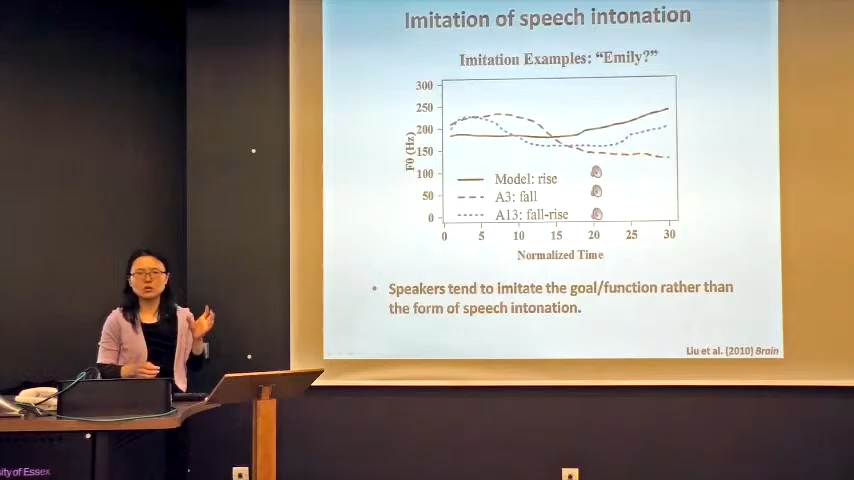 Imitation of speech intonation
Imitation Examples: “Emily?”
300
250
200
150
100
50
0
F0 (Hz)
Model: rise
A3: fall
A13: fall-rise
0 5 10 15 20 25 30
Normalized Time
• Speakers tend to imitate the goal/function rather than
the form of speech intonation.
Liu et al. (2010) Brain
sity of Essex